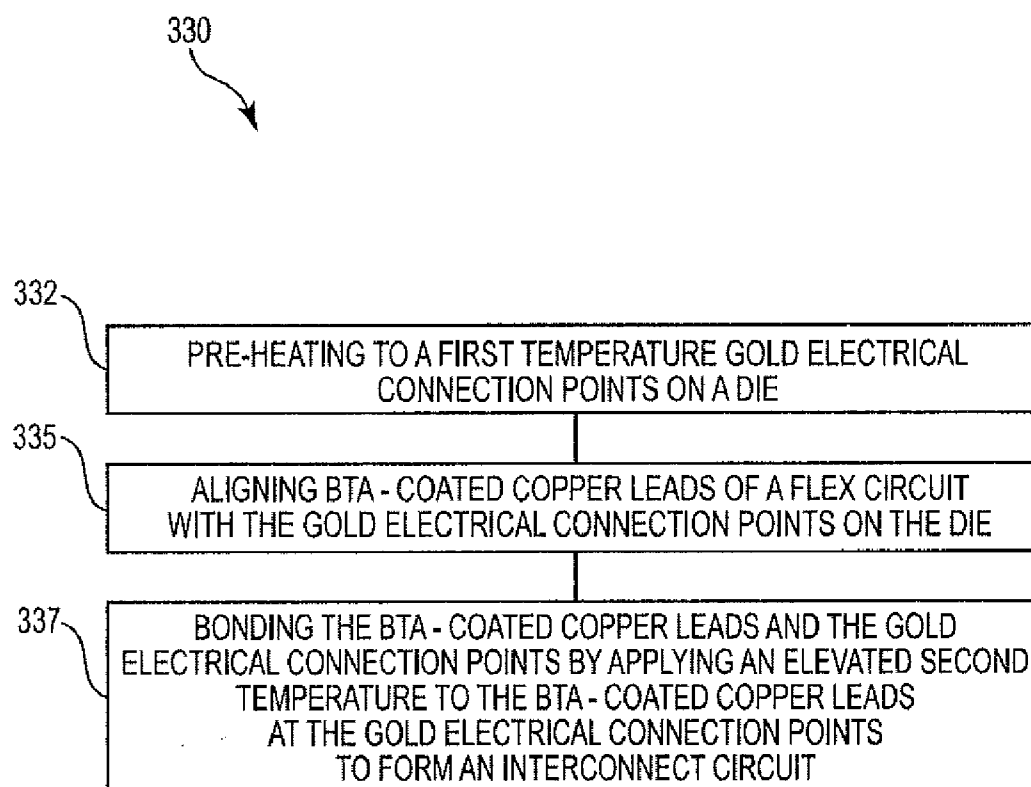 330
332
PRE-HEATING TO A FIRST TEMPERATURE GOLD ELECTRICAL
CONNECTION POINTS ON A DIE
335
ALIGNING BTA - COATED COPPER LEADS OF A FLEX CIRCUIT
WITH THE GOLD ELECTRICAL CONNECTION POINTS ON THE DIE
337
BONDING THE BTA - COATED COPPER LEADS AND THE GOLD
ELECTRICAL CONNECTION POINTS BY APPLYING AN ELEVATED SECOND
TEMPERATURE TO THE BTA - COATED COPPER LEADS
AT THE GOLD ELECTRICAL CONNECTION POINTS
TO FORM AN INTERCONNECT CIRCUIT